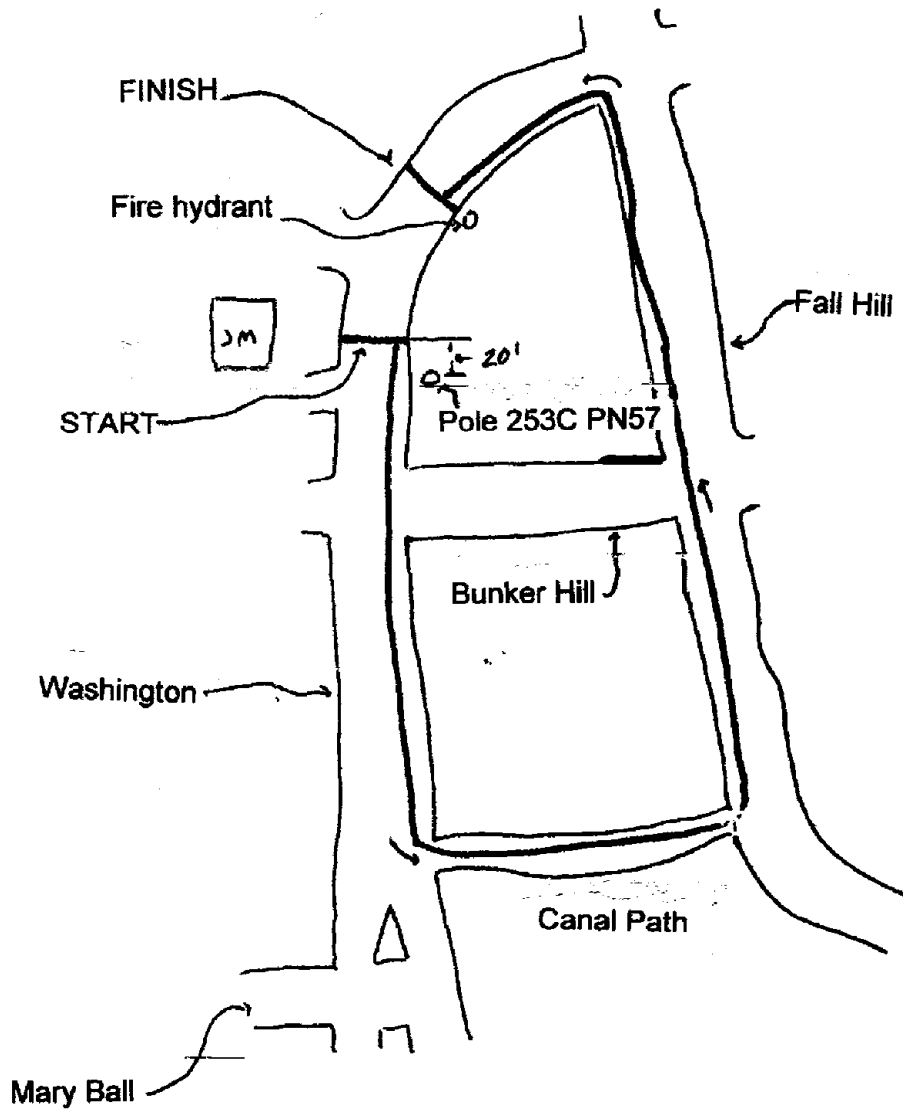 FINISH
Fire hydrant
Fall Hill
JM
20'
START
Pole 253C PN57
Bunker Hill
Washington
Canal Path
Mary Ball